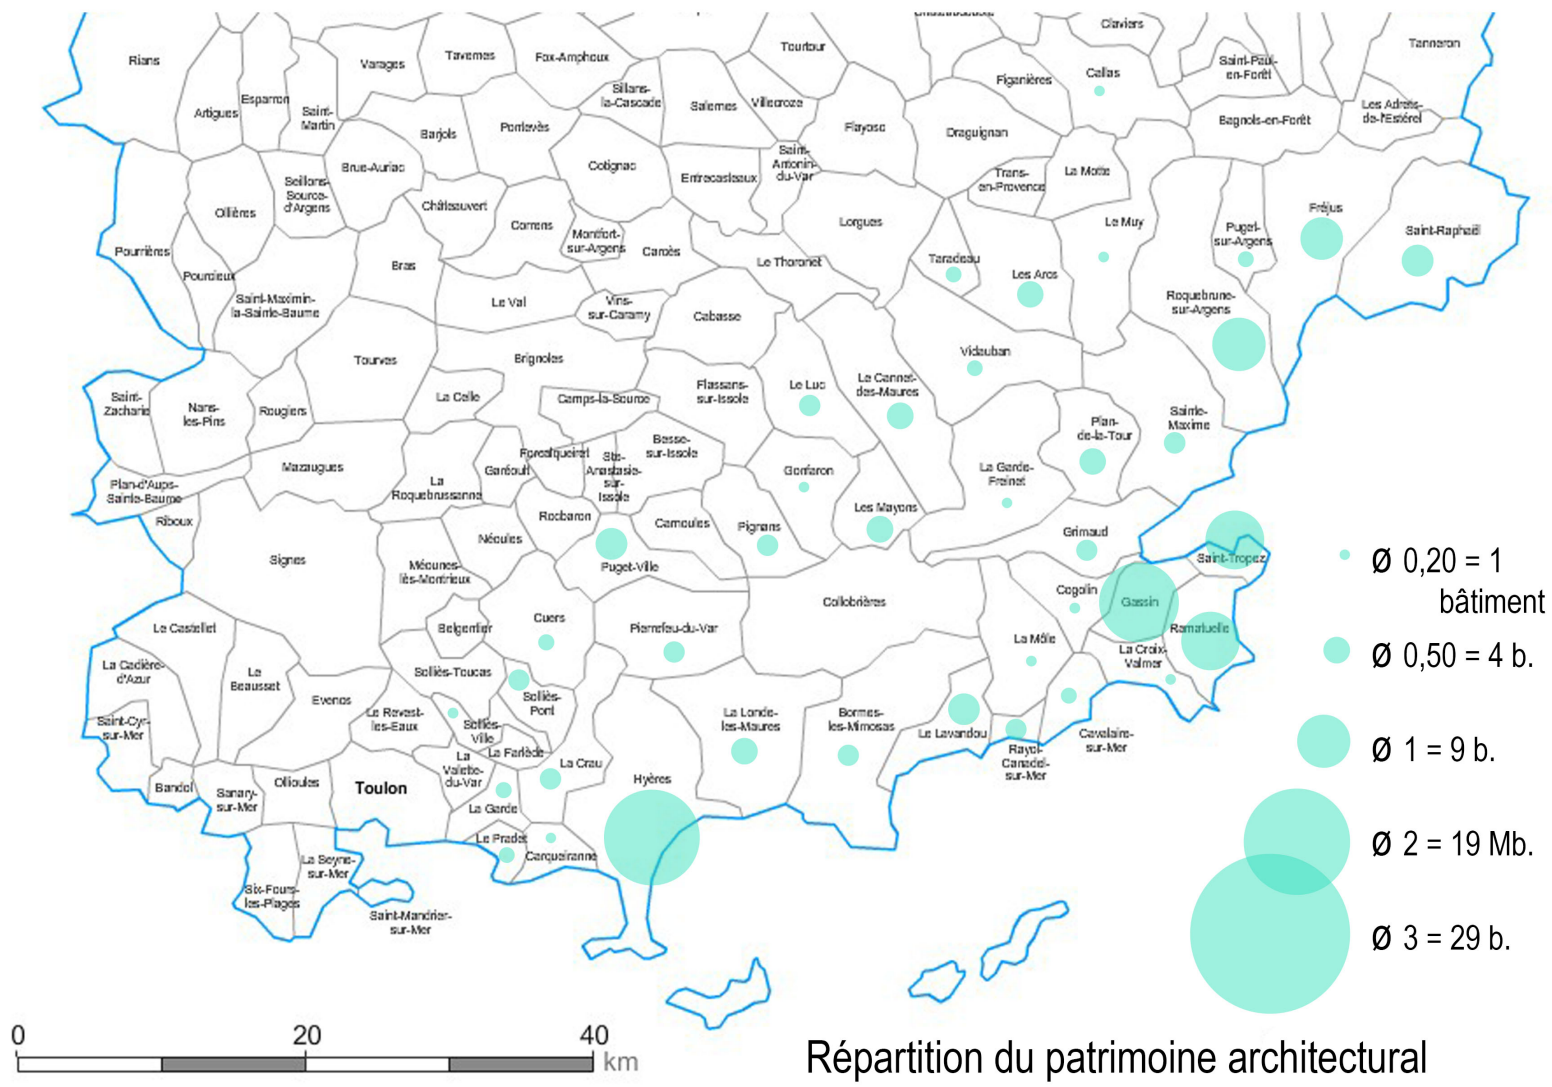 Claviers
Rians
Varages
Tavernes
Fox-Amphoux
Tourtour
Saint-Paul-
en-Forêt
Tanneron
Artigues
Esparron
Saint-
Martin
Sillans-
la-Cascade
Salernes
Villecroze
Figanières
Callas
Les Adrets-
de-l'Estérel
Barjols
Pontevès
Flayosc
Draguignan
Bagnols-en-Forêt
Brue-Auriac
Cotignac
Entrecasteaux
Saint-
Antonin-
du-Var
Trans-
en-Provence
La Motte
Seillons-
Source-
d'Argens
Ollières
Châteauvert
Correns
Montfort-
sur-Argens
Carcès
Lorgues
Le Muy
Puget-
sur-Argens
Fréjus
Saint-Raphaël
Pourrières
Pourcieux
Bras
Le Thoronet
Taradeau
Les Arcs
Saint-Maximin-
la-Sainte-Baume
Le Val
Vins-
sur-Caramy
Cabasse
Roquebrune-
sur-Argens
Tourves
Brignoles
Vidauban
Saint-
Zacharie
Nans-
les-Pins
Rougiers
La Celle
Camps-la-Source
Flassans-
sur-Issole
Le Luc
Le Cannet-
des-Maures
Plan-
de-la-Tour
Sainte-
Maxime
Mazaugues
La
Roquebrussanne
Garéoult
Forcalqueiret
Ste-
Anastasie-
sur-
Issole
Besse-
sur-Issole
Gonfaron
La Garde-
Freinet
Plan-d'Aups-
Sainte-Baume
Riboux
Rocbaron
Carnoules
Pignans
Les Mayons
Grimaud
Signes
Néoules
Méounes-
lès-Montrieux
Puget-Ville
Saint-Tropez
Cogolin
Gassin
Collobrières
Le Castellet
Belgentier
Cuers
Pierrefeu-du-Var
Ramatuelle
La Môle
La Croix-
Valmer
La Cadière-
d'Azur
Le
Beausset
Evenos
Solliès-Toucas
Solliès-
Pont
Saint-Cyr-
sur-Mer
Le Revest-
les-Eaux
Solliès-
Ville
La Londe-
les-Maures
Bormes-
les-Mimosas
Le Lavandou
Rayol-
Canadel-
sur-Mer
Cavalaire-
sur-Mer
La Farlède
La
Valette-
du-Var
La Crau
Hyères
Bandol
Sanary-
sur-Mer
Ollioules
Toulon
La Garde
Le Pradet
Carqueiranne
La Seyne-
sur-Mer
Six-Fours-
les-Plages
Saint-Mandrier-
sur-Mer
Ø 0,20 = 1
bâtiment
Ø 0,50 = 4 b.
Ø 1 = 9 b.
Ø 2 = 19 Mb.
Ø 3 = 29 b.
0 20 40
km
Répartition du patrimoine architectural